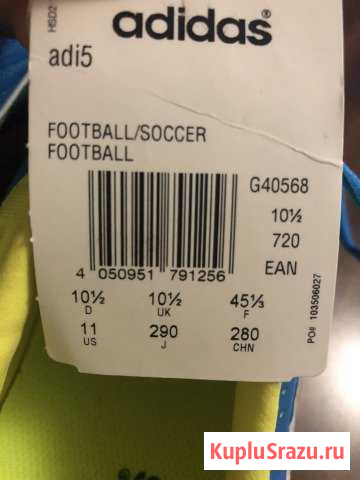 HSD2
adidas®
adi5
FOOTBALL/SOCCER
FOOTBALL
G40568
10½
720
EAN
4 050951 791256
10½ 10½ 45⅓
D UK F
11 290 280
US J CHN
PO# 103506027
KupluSrazu.ru